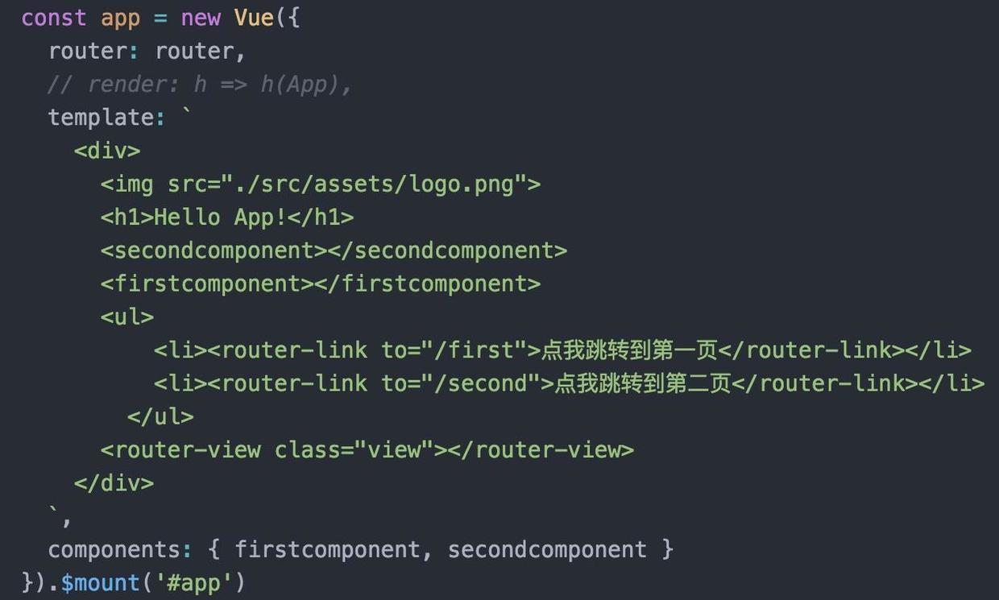 const app = new Vue({
  router: router,
  // render: h => h(App),
  template: `
    <div>
      <img src="./src/assets/logo.png">
      <h1>Hello App!</h1>
      <secondcomponent></secondcomponent>
      <firstcomponent></firstcomponent>
      <ul>
          <li><router-link to="/first">点我跳转到第一页</router-link></li>
          <li><router-link to="/second">点我跳转到第二页</router-link></li>
        </ul>
      <router-view class="view"></router-view>
    </div>
  `,
  components: { firstcomponent, secondcomponent }
}).$mount('#app')